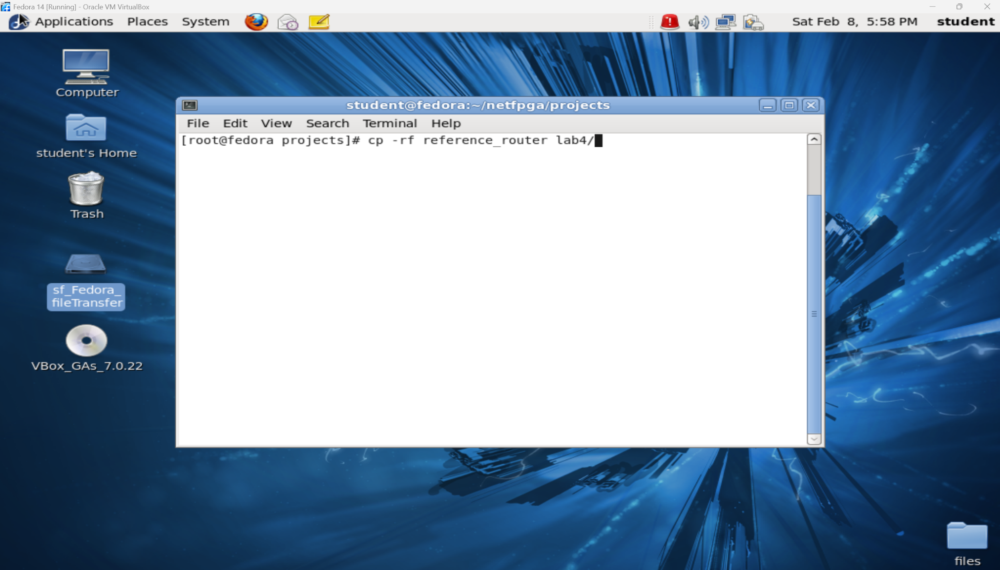 Fedora 14 [Running] - Oracle VM VirtualBox
Applications Places System Sat Feb 8, 5:58 PM student
Computer
student's Home
Trash
sf_Fedora_
fileTransfer
VBox_GAs_7.0.22
student@fedora:~/netfpga/projects
File Edit View Search Terminal Help
[root@fedora projects]# cp -rf reference_router lab4/
files